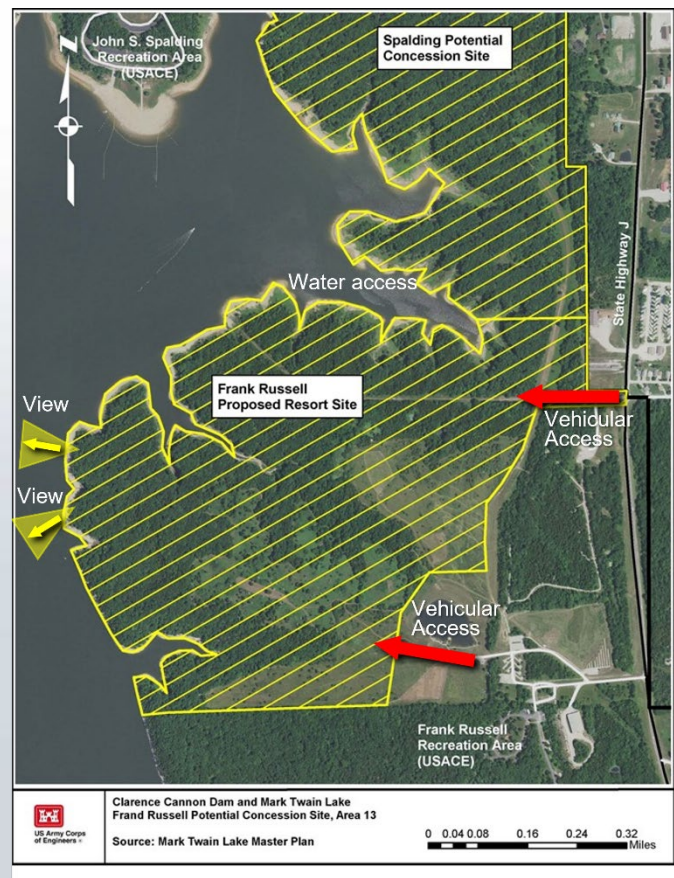 John S. Spalding
Recreation Area
(USACE)
N
Spalding Potential
Concession Site
State Highway J
Water access
Frank Russell
Proposed Resort Site
View
View
Vehicular
Access
Vehicular
Access
Frank Russell
Recreation Area
(USACE)
US Army Corps
of Engineers ®
Clarence Cannon Dam and Mark Twain Lake
Frand Russell Potential Concession Site, Area 13
Source: Mark Twain Lake Master Plan
0 0.04 0.08 0.16 0.24 0.32
Miles